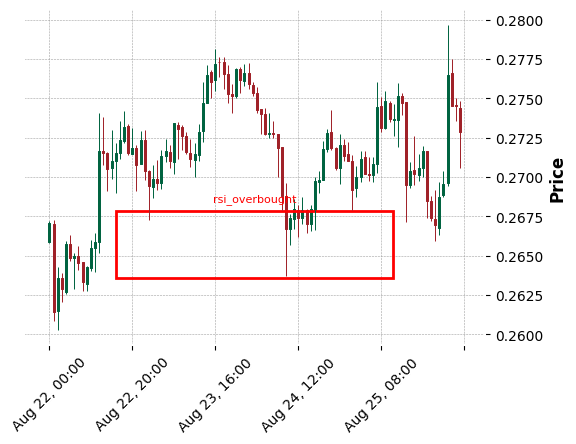 0.2800
0.2775
0.2750
0.2725
0.2700
0.2675
0.2650
0.2625
0.2600
Price
rsi_overbought
Aug 22, 00:00
Aug 22, 20:00
Aug 23, 16:00
Aug 24, 12:00
Aug 25, 08:00